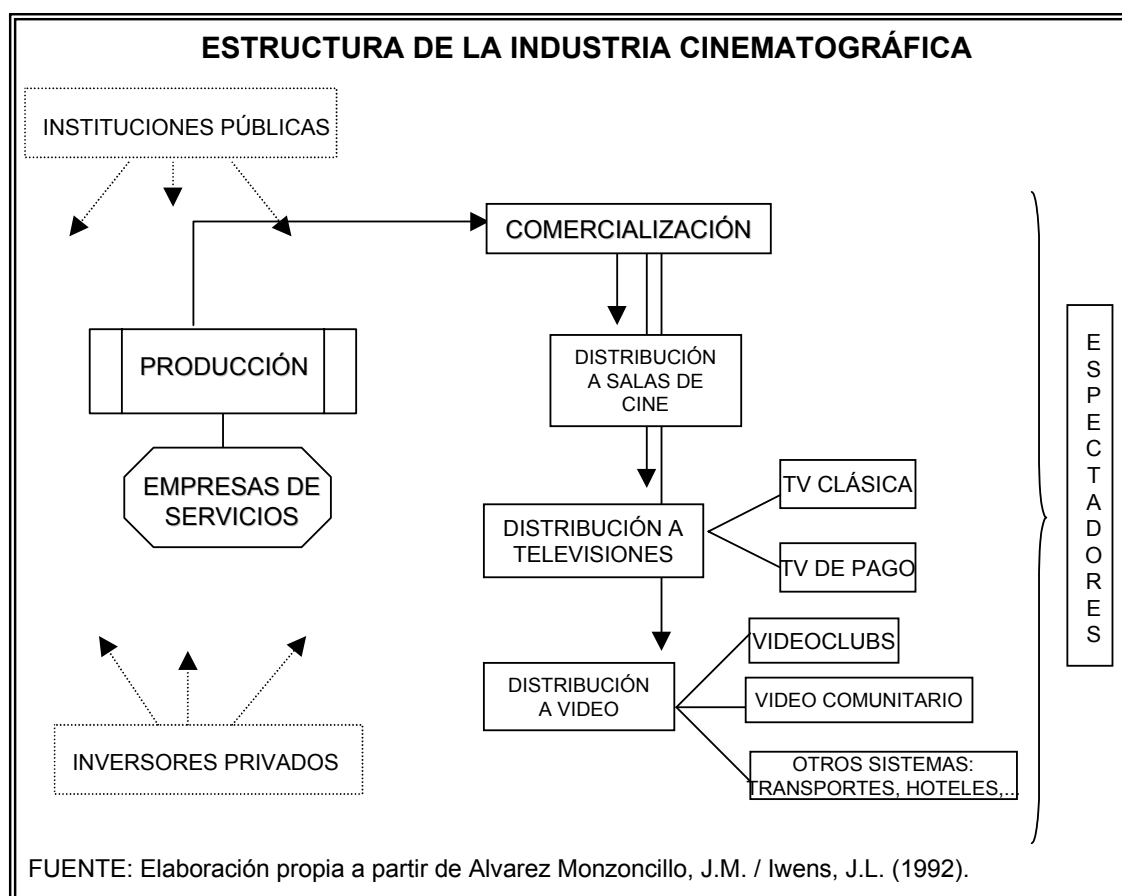 ESTRUCTURA DE LA INDUSTRIA CINEMATOGRÁFICA
INSTITUCIONES PÚBLICAS
COMERCIALIZACIÓN
PRODUCCIÓN
EMPRESAS DE
SERVICIOS
INVERSORES PRIVADOS
DISTRIBUCIÓN
A SALAS DE
CINE
DISTRIBUCIÓN A
TELEVISIONES
TV CLÁSICA
TV DE PAGO
DISTRIBUCIÓN
A VIDEO
VIDEOCLUBS
VIDEO COMUNITARIO
OTROS SISTEMAS:
TRANSPORTES, HOTELES,...
E
S
P
E
C
T
A
D
O
R
E
S
FUENTE: Elaboración propia a partir de Alvarez Monzoncillo, J.M. / Iwens, J.L. (1992).